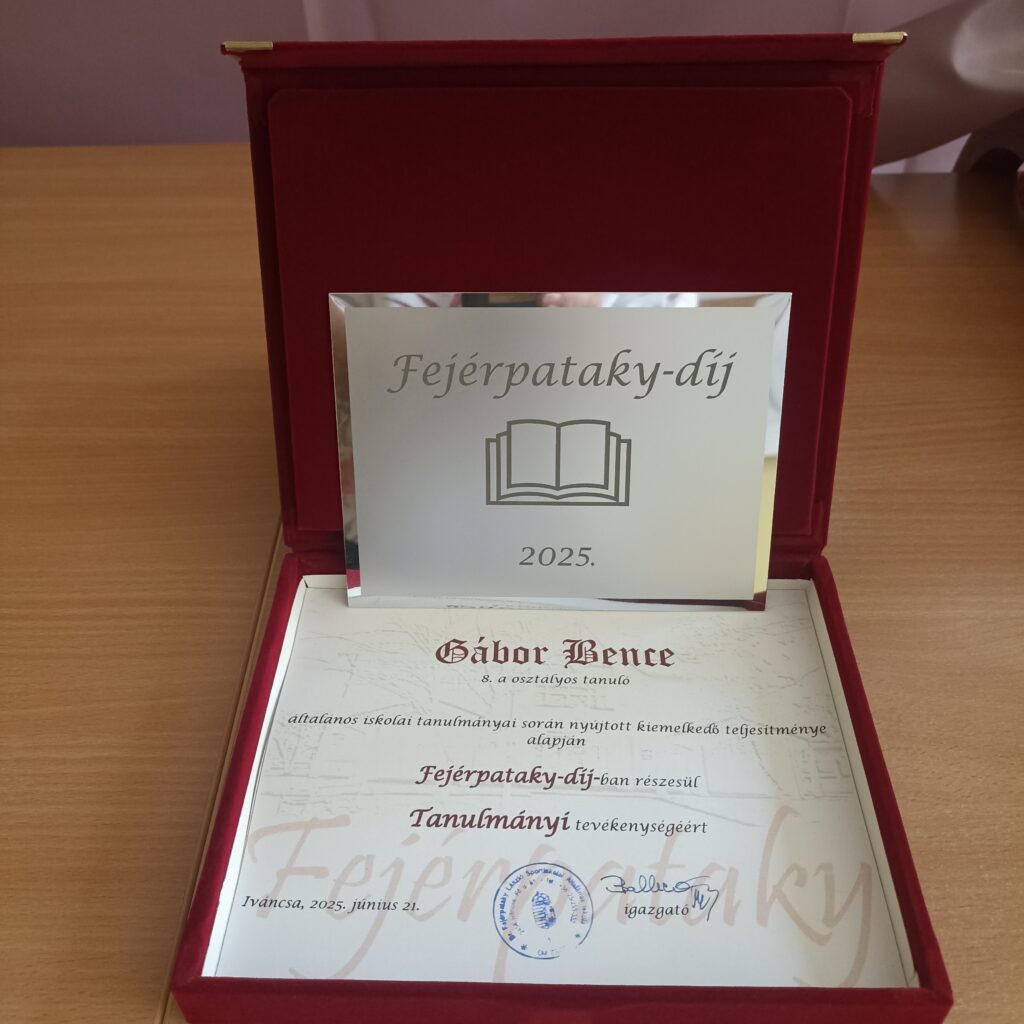 Fejérpataky-díj
2025.
Gábor Bence
8. a osztályos tanuló
általános iskolai tanulmányai során nyújtott kiemelkedő teljesítménye
alapján
Fejérpataky-díj-ban részesül
Tanulmányi tevékenységéért
Fejérpataky
Iváncsa, 2025. június 21.
igazgató